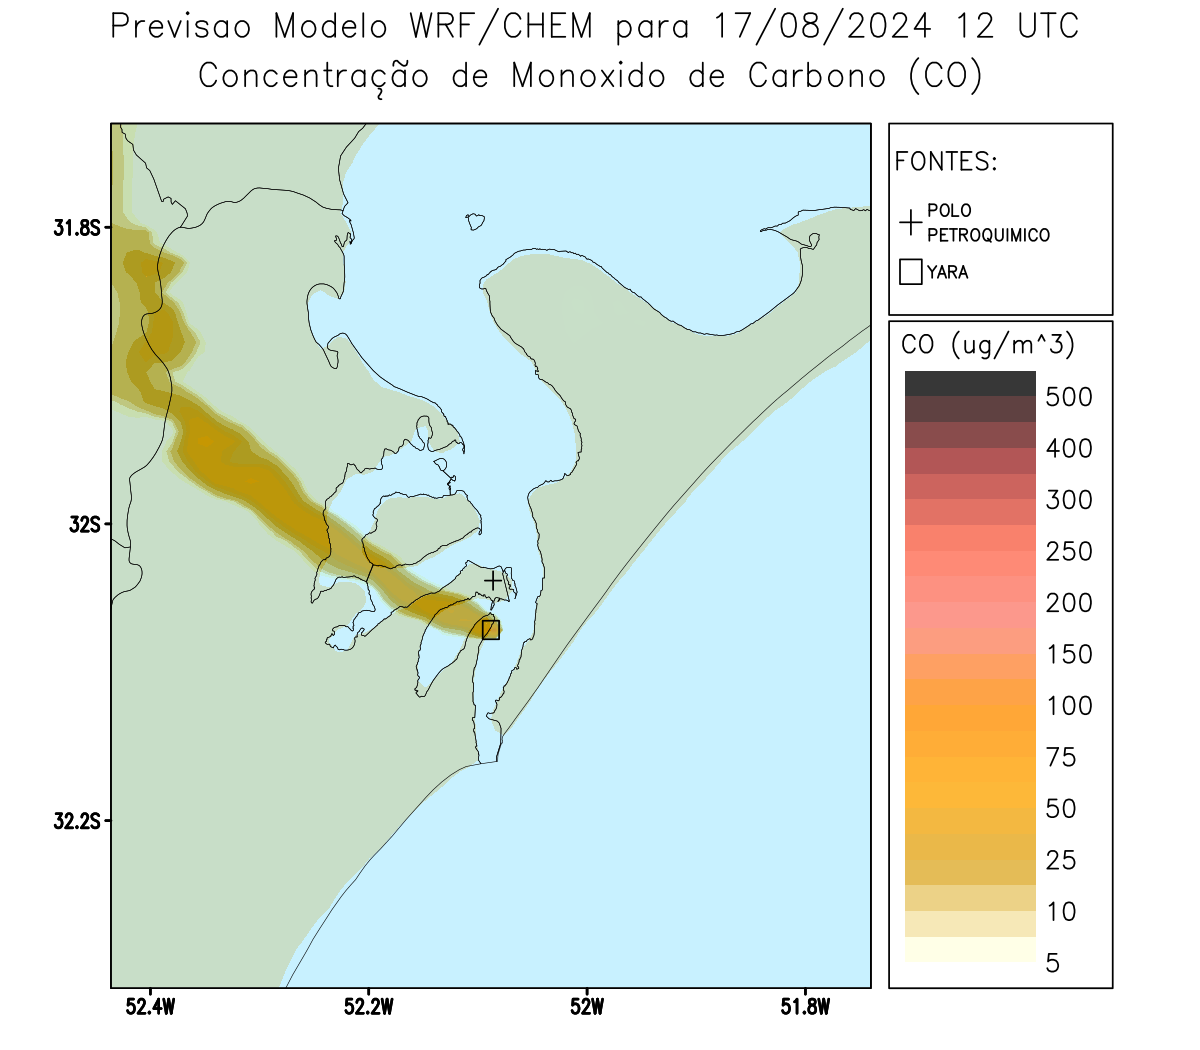 Previsao Modelo WRF/CHEM para 17/08/2024 12 UTC
Concentração de Monoxido de Carbono (CO)
FONTES:
POLO
PETROQUIMICO
YARA
CO (ug/m^3)
500
400
300
250
200
150
100
75
50
25
10
5
31.8S
32S
32.2S
52.4W
52.2W
52W
51.8W